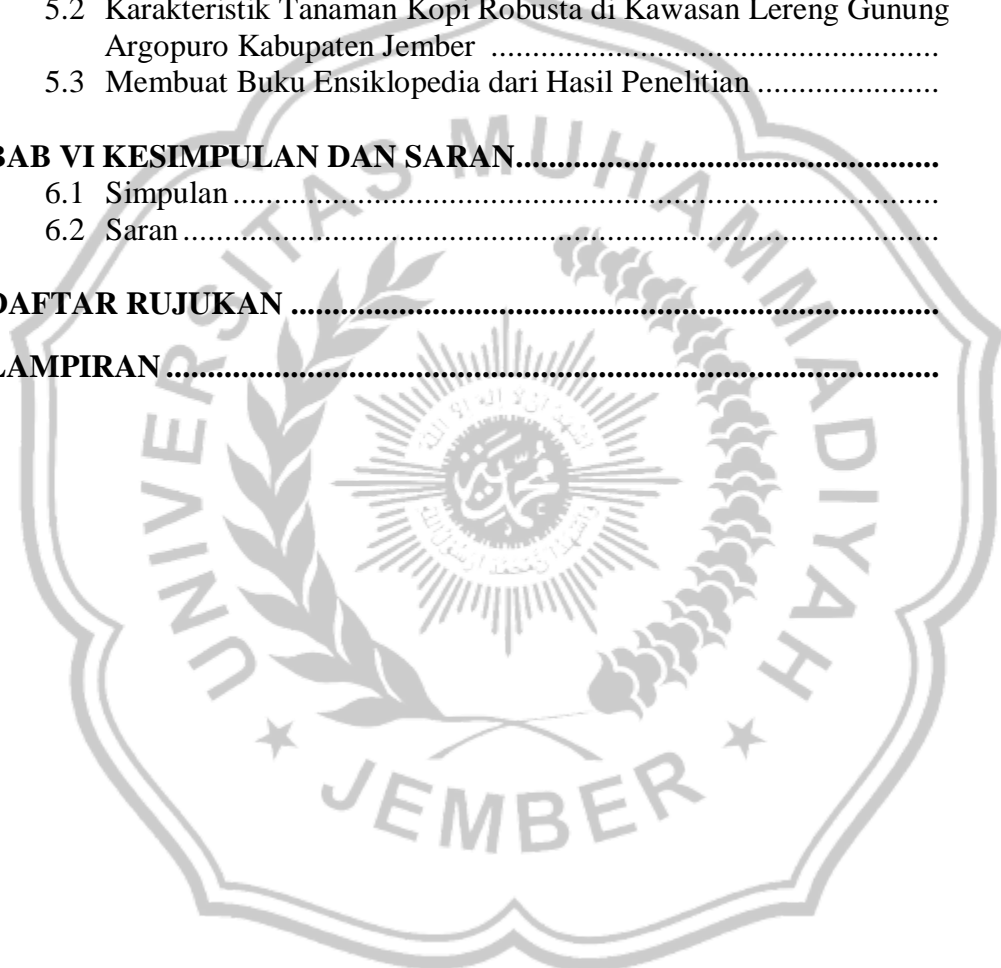 5.2 Karakteristik Tanaman Kopi Robusta di Kawasan Lereng Gunung
Argopuro Kabupaten Jember ....................................................
5.3 Membuat Buku Ensiklopedia dari Hasil Penelitian ......................
BAB VI KESIMPULAN DAN SARAN..................................................
6.1 Simpulan ...................................................................................
6.2 Saran .........................................................................................
DAFTAR RUJUKAN .............................................................................
LAMPIRAN ............................................................................................
UNIVERSITAS MUHAMMADIYAH
JEMBER